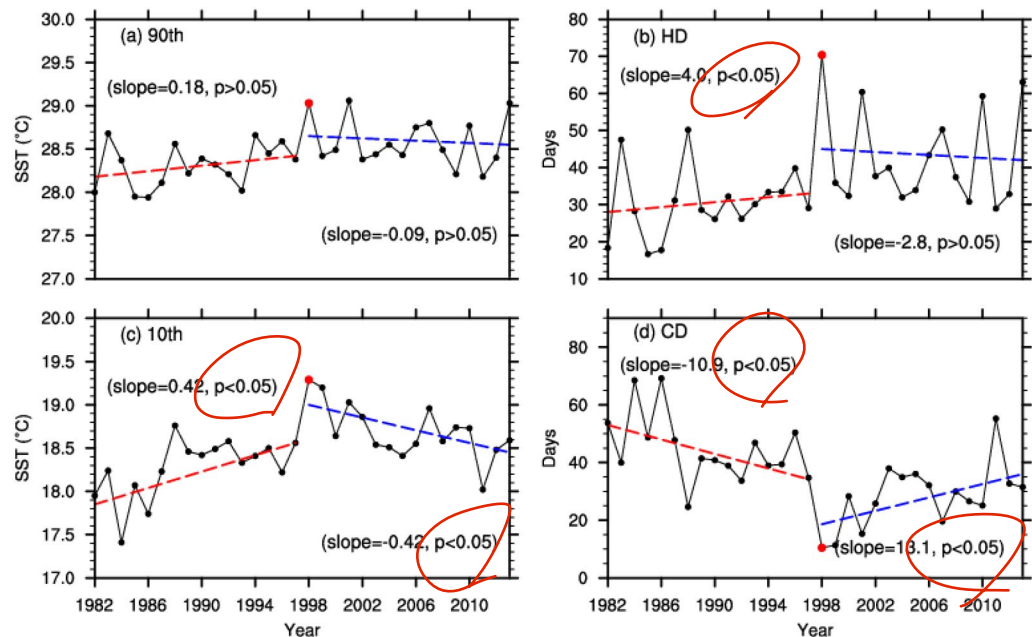 (a) 90th
(slope=0.18, p>0.05)
(slope=-0.09, p>0.05)
SST (°C)
30.0
29.5
29.0
28.5
28.0
27.5
27.0
(b) HD
(slope=4.0, p<0.05)
(slope=-2.8, p>0.05)
Days
80
70
60
50
40
30
20
10
(c) 10th
(slope=0.42, p<0.05)
(slope=-0.42, p<0.05)
SST (°C)
20.0
19.5
19.0
18.5
18.0
17.5
17.0
1982 1986 1990 1994 1998 2002 2006 2010
Year
(d) CD
(slope=-10.9, p<0.05)
(slope=13.1, p<0.05)
Days
80
60
40
20
0
1982 1986 1990 1994 1998 2002 2006 2010
Year